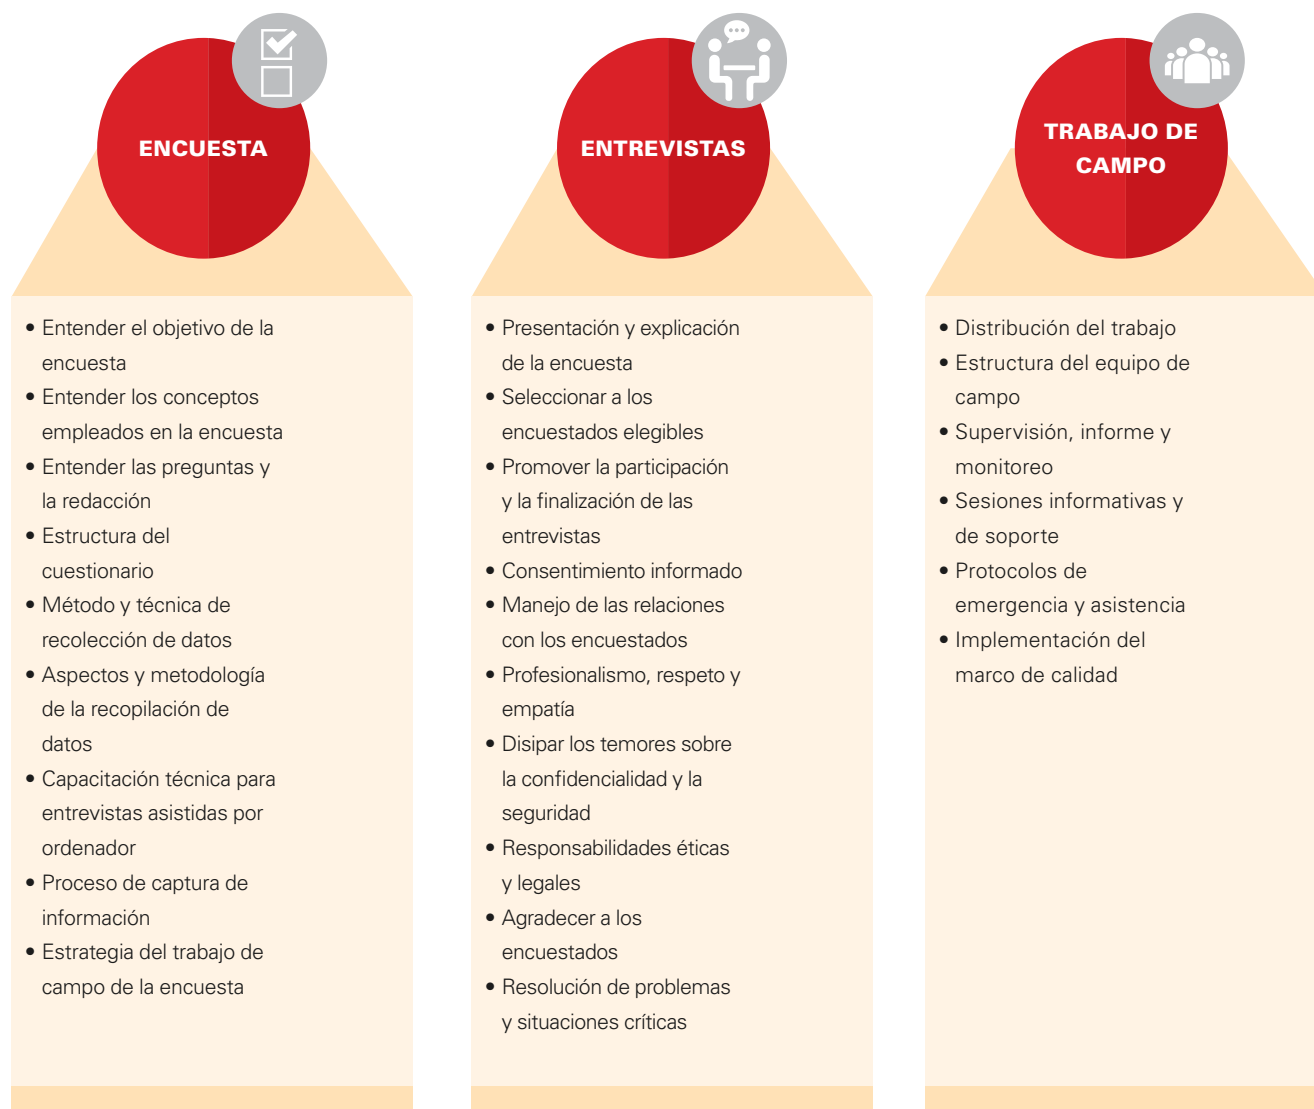 ENCUESTA
• Entender el objetivo de la
encuesta
• Entender los conceptos
empleados en la encuesta
• Entender las preguntas y
la redacción
• Estructura del
cuestionario
• Método y técnica de
recolección de datos
• Aspectos y metodología
de la recopilación de
datos
• Capacitación técnica para
entrevistas asistidas por
ordenador
• Proceso de captura de
información
• Estrategia del trabajo de
campo de la encuesta
ENTREVISTAS
• Presentación y explicación
de la encuesta
• Seleccionar a los
encuestados elegibles
• Promover la participación
y la finalización de las
entrevistas
• Consentimiento informado
• Manejo de las relaciones
con los encuestados
• Profesionalismo, respeto y
empatía
• Disipar los temores sobre
la confidencialidad y la
seguridad
• Responsabilidades éticas
y legales
• Agradecer a los
encuestados
• Resolución de problemas
y situaciones críticas
TRABAJO DE
CAMPO
• Distribución del trabajo
• Estructura del equipo de
campo
• Supervisión, informe y
monitoreo
• Sesiones informativas y
de soporte
• Protocolos de
emergencia y asistencia
• Implementación del
marco de calidad